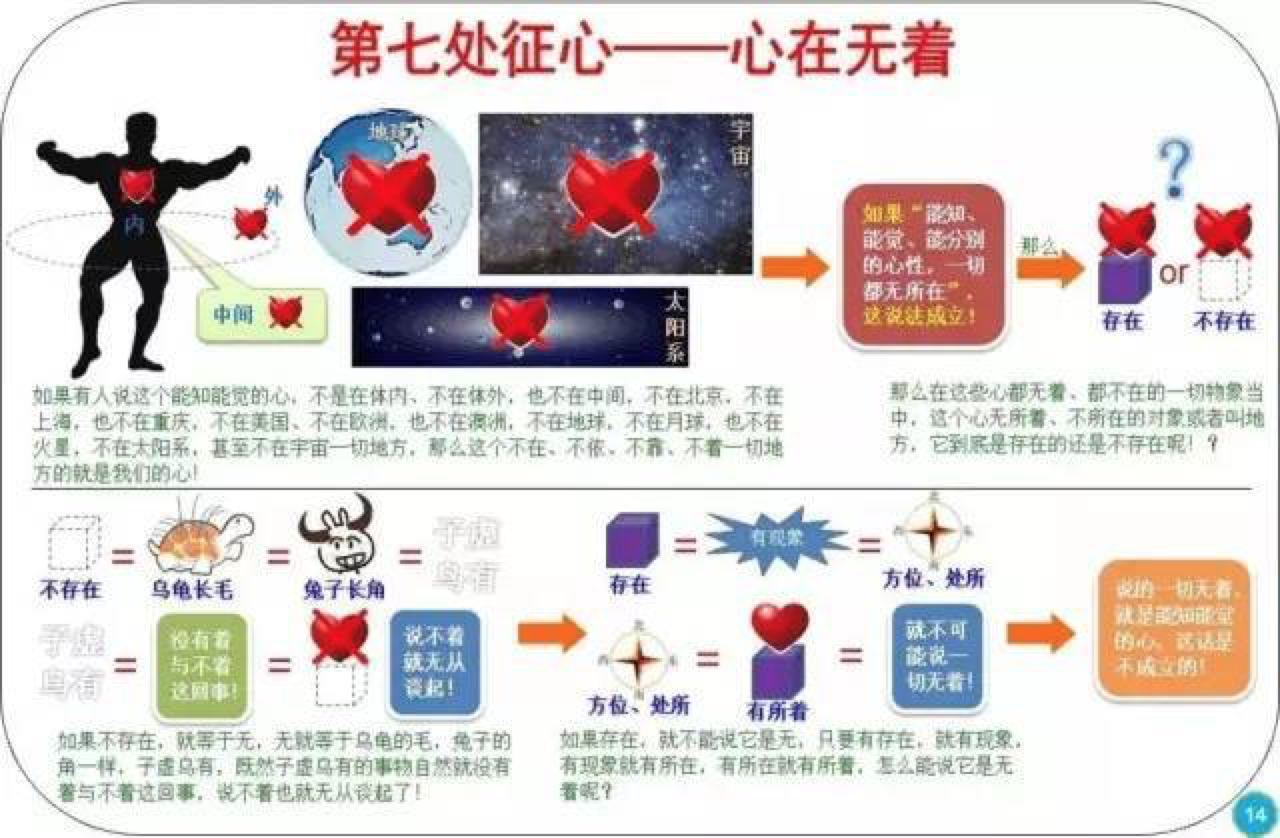 第七处征心——心在无着
地球
宇宙
外
内
中间
太阳系
如果“能知、
能觉、能分别
的心性，一切
都无所在”，
这说法成立！
那么
?
or
存在
不存在
如果有人说这个能知能觉的心，不是在体内、不在体外，也不在中间，不在北京，不在
上海，也不在重庆，不在美国、不在欧洲，也不在澳洲，不在地球，不在月球，也不在
火星，不在太阳系，甚至不在宇宙一切地方，那么这个不在、不依、不靠、不着一切地
方的就是我们的心！
那么在这些心都无着、都不在的一切物象当
中，这个心无所着、不所在的对象或者叫地
方，它到底是存在的还是不存在呢！？
不存在
=
乌龟长毛
=
兔子长角
=
子虚
乌有
子虚
乌有
=
没有着
与不着
这回事！
=
说不着
就无从
谈起！
如果不存在，就等于无，无就等于乌龟的毛，兔子的
角一样，子虚乌有，既然子虚乌有的事物自然就没有
着与不着这回事，说不着也就无从谈起了！
存在
=
有现象
=
北
西
东
方位、处所
北
西
东
南
方位、处所
=
有所着
=
就不可
能说一
切无着！
如果存在，就不能说它是无，只要有存在，就有现象，
有现象就有所在，有所在就有所着，怎么能说它是无
着呢？
说的一切无着，
就是能知能觉
的心，这话是
不成立的！
14